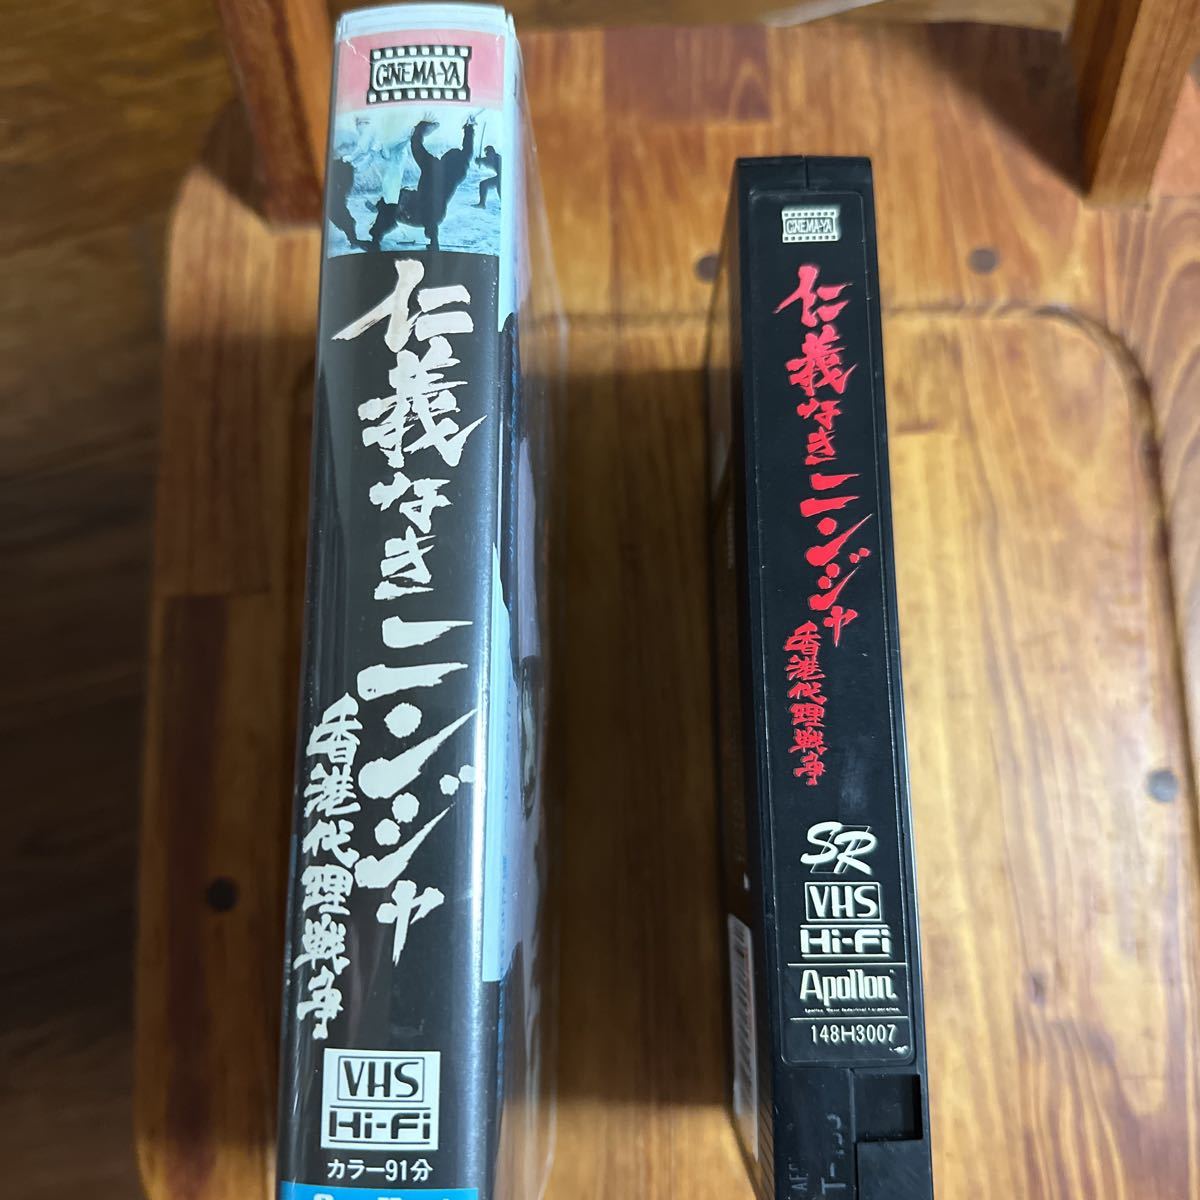 CINEMA-YA
仁義なきニンジャ
香港代理戦争
VHS
Hi-Fi
カラー91分
CINEMA-YA
仁義なきニンジャ
香港代理戦争
SR
VHS
Hi-Fi
Apollon
148H3007